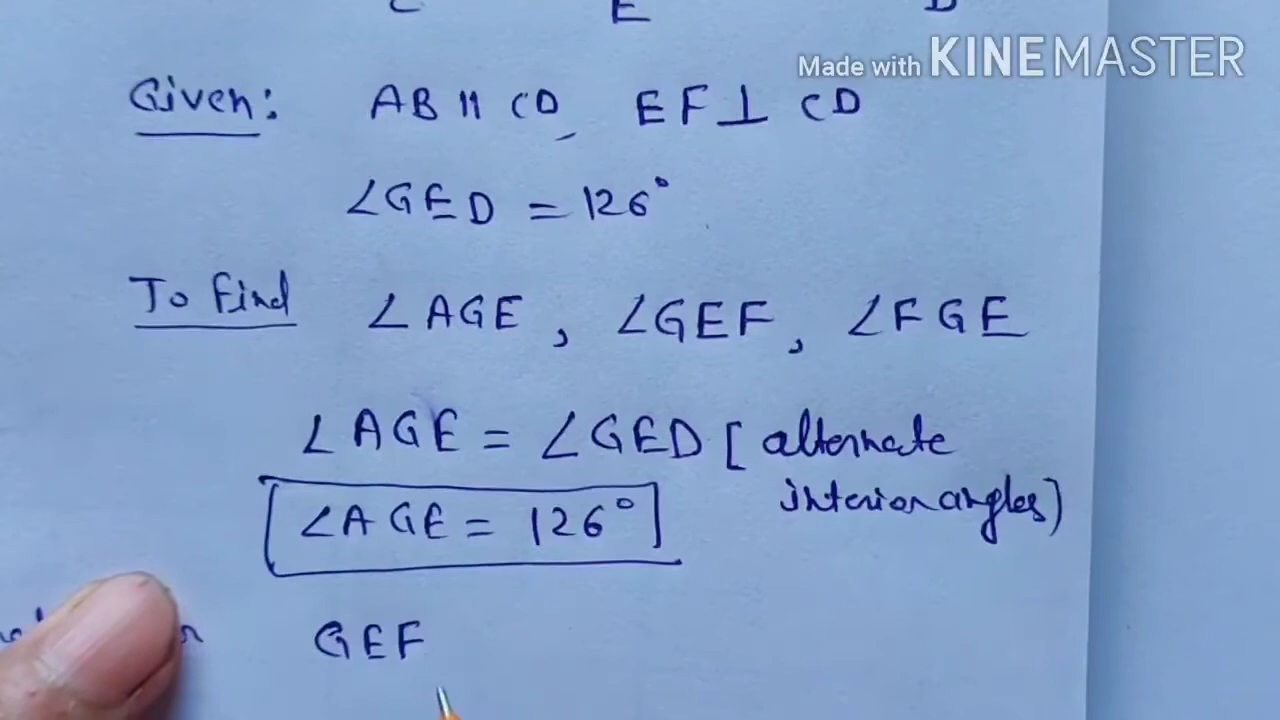 C E D
Made with KINEMASTER
Given: AB || CD, EF ⊥ CD
∠GED = 126°
To find ∠AGE, ∠GEF, ∠FGE
∠AGE = ∠GED [alternate
interior angles)
∠AGE = 126°
GEF